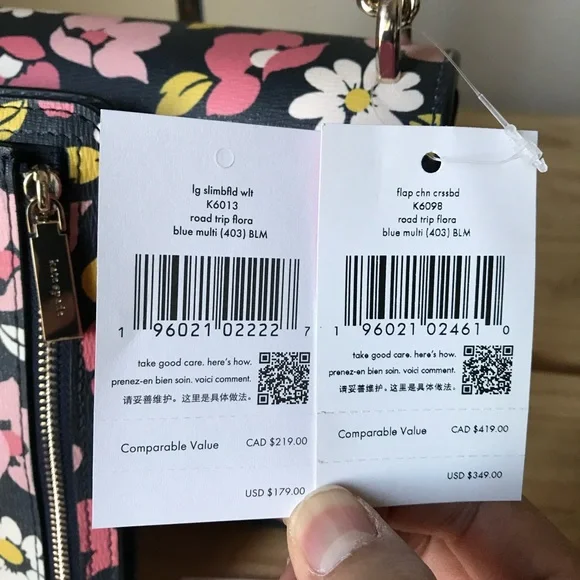 lg slimbfld wlt
K6013
road trip flora
blue multi (403) BLM
1 96021 02222 7
take good care. here's how.
prenez-en bien soin. voici comment.
请妥善维护。这里是具体做法。
Comparable Value CAD $219.00
USD $179.00
flap chn crssbd
K6098
road trip flora
blue multi (403) BLM
1 96021 02461 0
take good care. here's how.
prenez-en bien soin. voici comment.
请妥善维护。这里是具体做法。
Comparable Value CAD $419.00
USD $349.00
kate spade